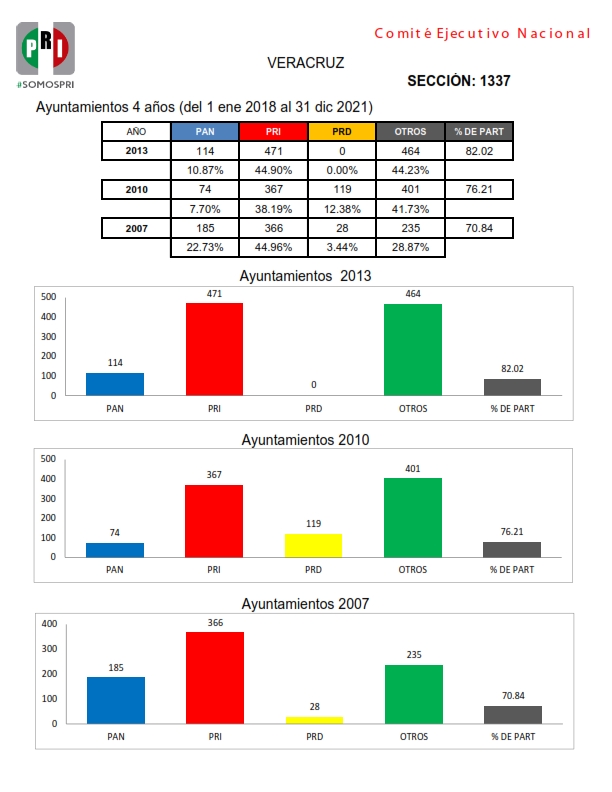 Comité Ejecutivo Nacional
PRI
#SOMOSPRI
VERACRUZ
SECCIÓN: 1337
Ayuntamientos 4 años (del 1 ene 2018 al 31 dic 2021)
AÑO PAN PRI PRD OTROS % DE PART
2013 114 471 0 464 82.02
10.87% 44.90% 0.00% 44.23%
2010 74 367 119 401 76.21
7.70% 38.19% 12.38% 41.73%
2007 185 366 28 235 70.84
22.73% 44.96% 3.44% 28.87%
Ayuntamientos 2013
500
400
300
200
100
0
114 471 0 464 82.02
PAN PRI PRD OTROS % DE PART
Ayuntamientos 2010
500
400
300
200
100
0
74 367 119 401 76.21
PAN PRI PRD OTROS % DE PART
Ayuntamientos 2007
400
300
200
100
0
185 366 28 235 70.84
PAN PRI PRD OTROS % DE PART